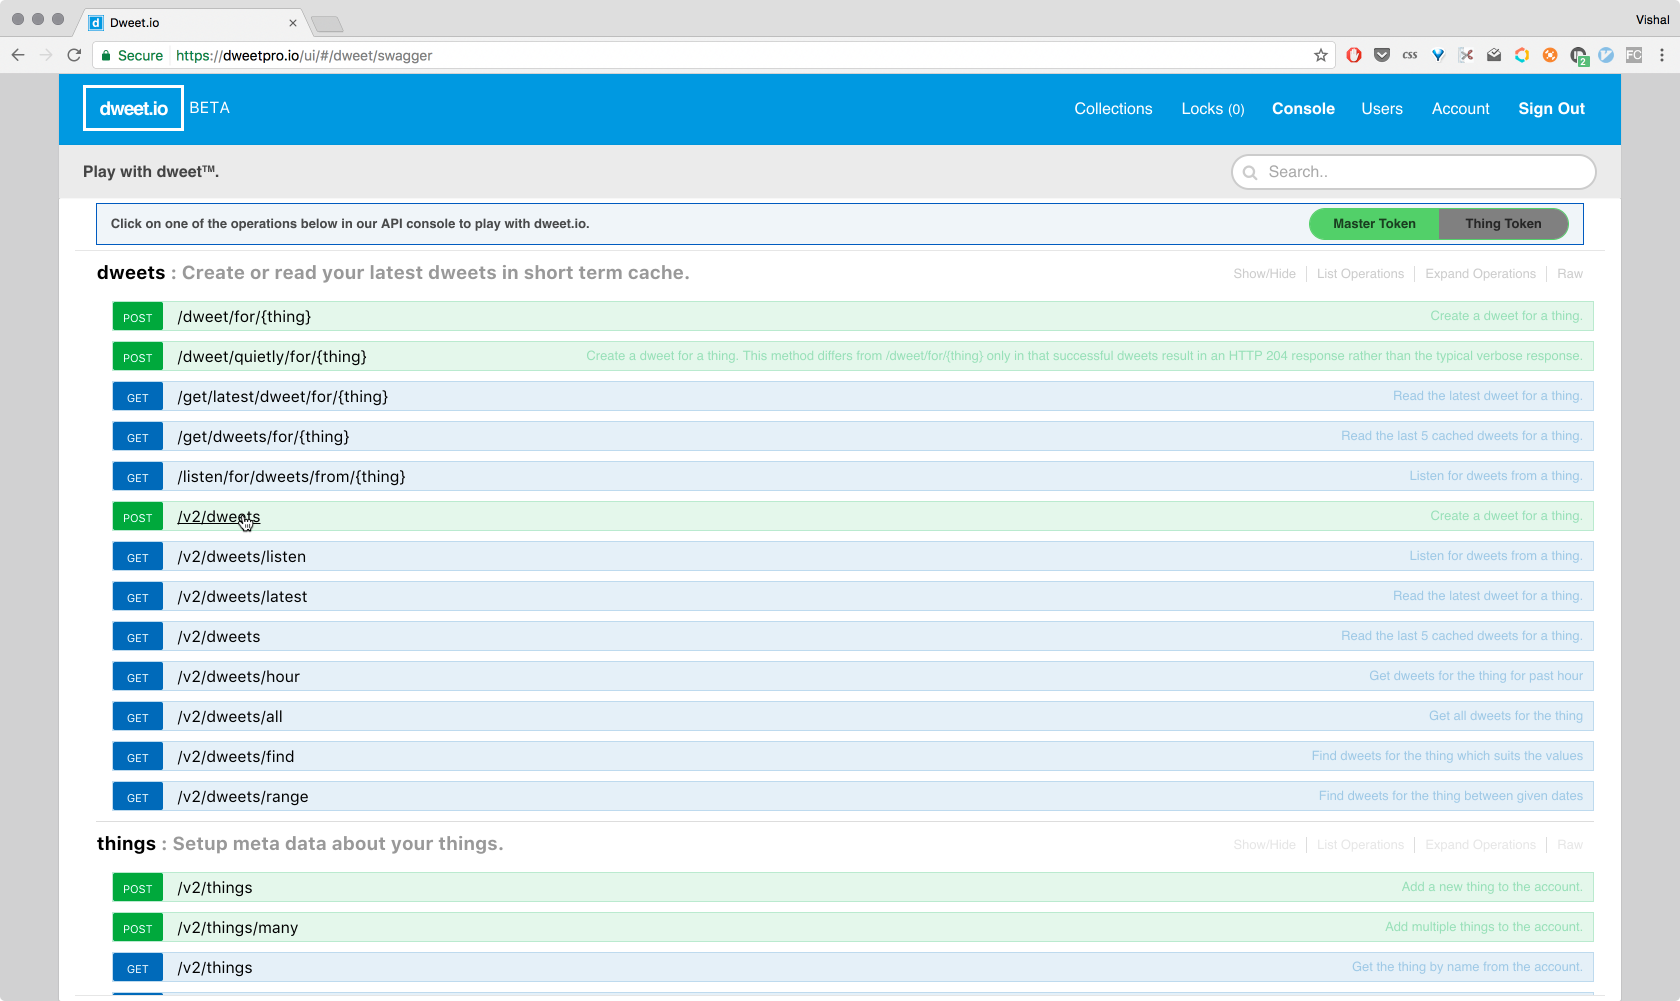 Dweet.io
Vishal
Secure https://dweetpro.io/ui/#/dweet/swagger
css
2
FC
dweet.io BETA
Collections Locks (0) Console Users Account Sign Out
Play with dweet™.
Search..
Click on one of the operations below in our API console to play with dweet.io.
Master Token Thing Token
dweets : Create or read your latest dweets in short term cache.
Show/Hide List Operations Expand Operations Raw
POST /dweet/for/{thing} Create a dweet for a thing.
POST /dweet/quietly/for/{thing} Create a dweet for a thing. This method differs from /dweet/for/{thing} only in that successful dweets result in an HTTP 204 response rather than the typical verbose response.
GET /get/latest/dweet/for/{thing} Read the latest dweet for a thing.
GET /get/dweets/for/{thing} Read the last 5 cached dweets for a thing.
GET /listen/for/dweets/from/{thing} Listen for dweets from a thing.
POST /v2/dweets Create a dweet for a thing.
GET /v2/dweets/listen Listen for dweets from a thing.
GET /v2/dweets/latest Read the latest dweet for a thing.
GET /v2/dweets Read the last 5 cached dweets for a thing.
GET /v2/dweets/hour Get dweets for the thing for past hour
GET /v2/dweets/all Get all dweets for the thing
GET /v2/dweets/find Find dweets for the thing which suits the values
GET /v2/dweets/range Find dweets for the thing between given dates
things : Setup meta data about your things.
Show/Hide List Operations Expand Operations Raw
POST /v2/things Add a new thing to the account.
POST /v2/things/many Add multiple things to the account.
GET /v2/things Get the thing by name from the account.